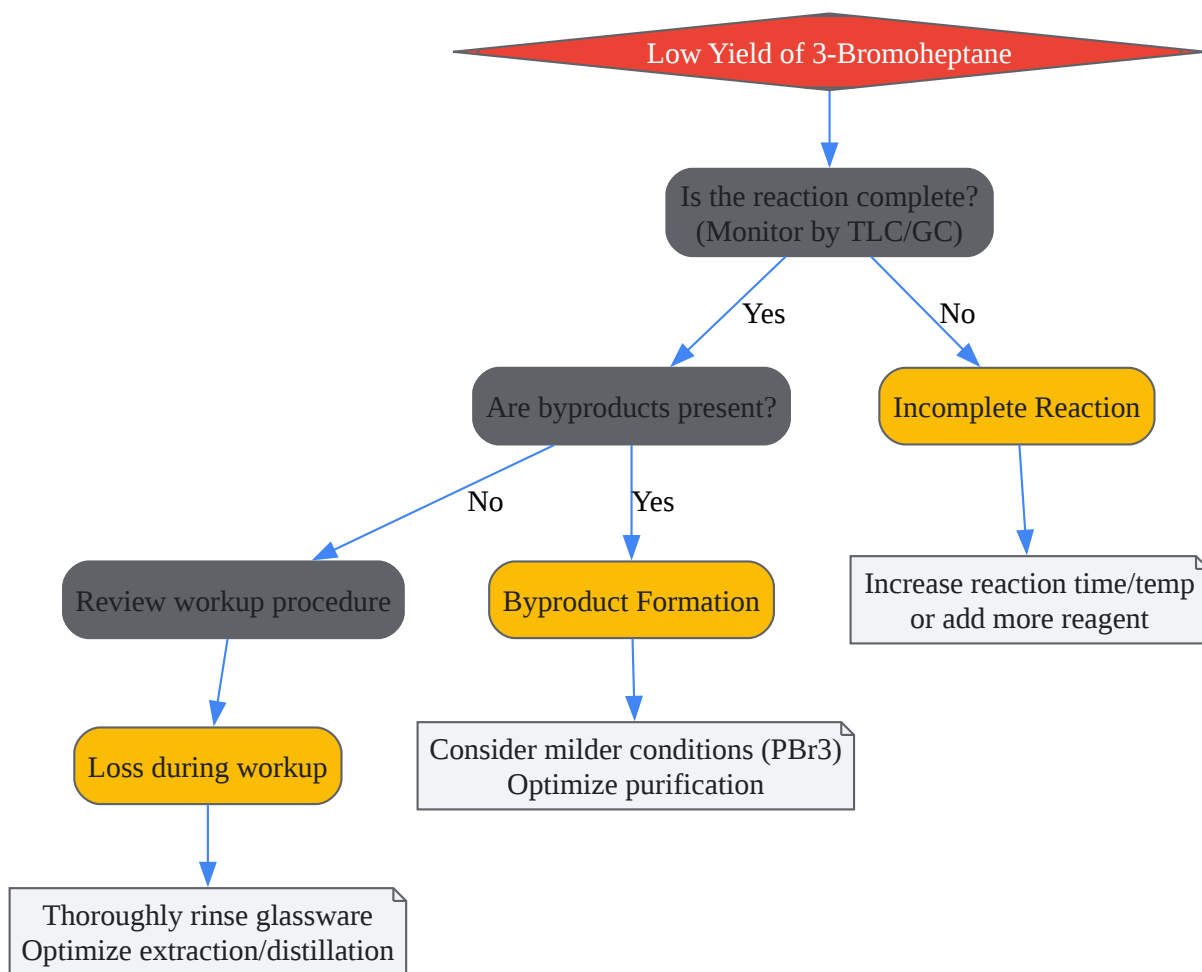 Low Yield of 3-Bromoheptane
Is the reaction complete?
(Monitor by TLC/GC)
Yes
No
Are byproducts present?
Incomplete Reaction
No
Yes
Increase reaction time/temp
or add more reagent
Review workup procedure
Byproduct Formation
Consider milder conditions (PBr3)
Optimize purification
Loss during workup
Thoroughly rinse glassware
Optimize extraction/distillation